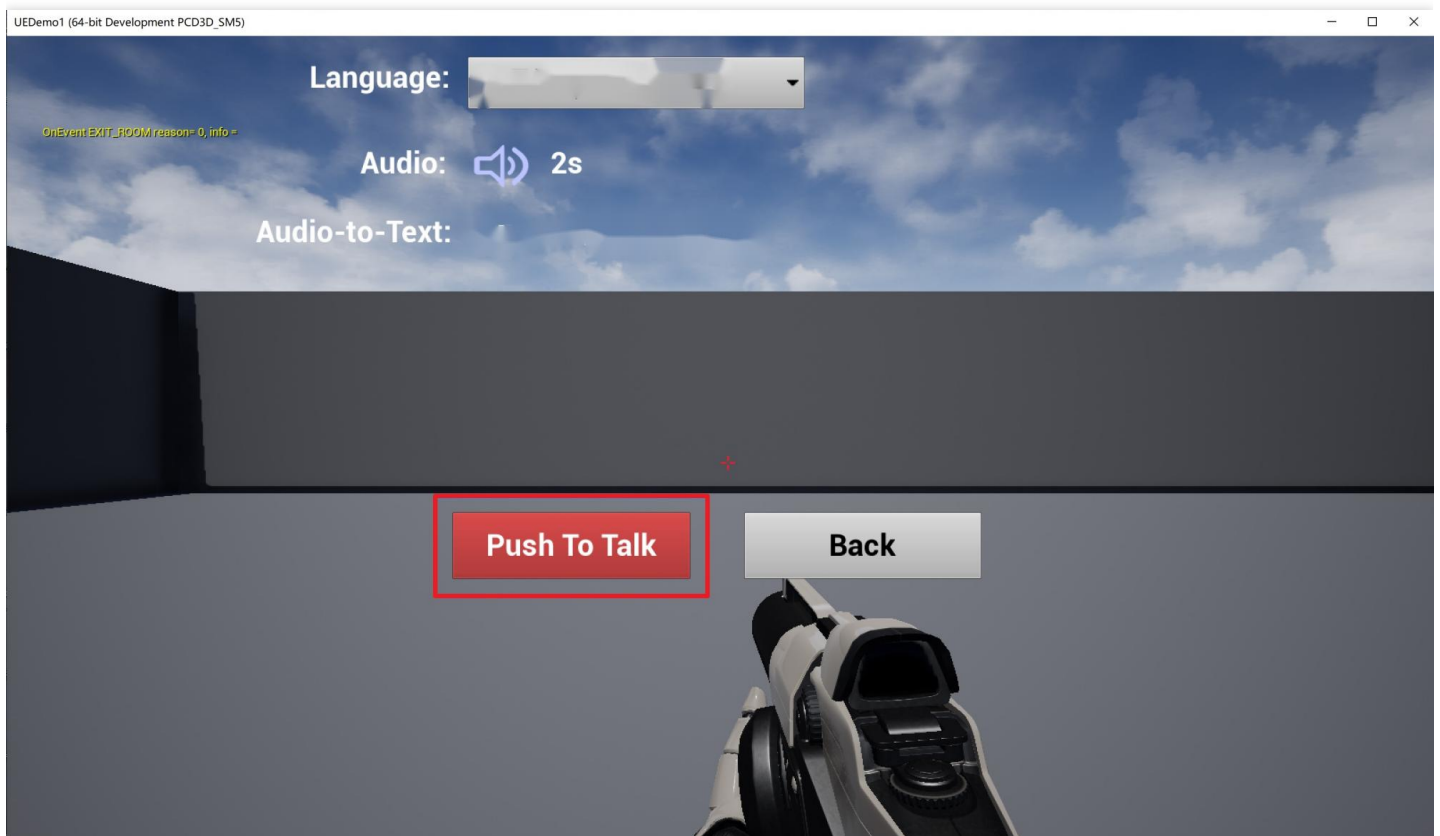 UEDemo1 (64-bit Development PCD3D_SM5)
Language:
OnEvent EXIT_ROOM reason= 0, info =
Audio: 2s
Audio-to-Text:
Push To Talk
Back